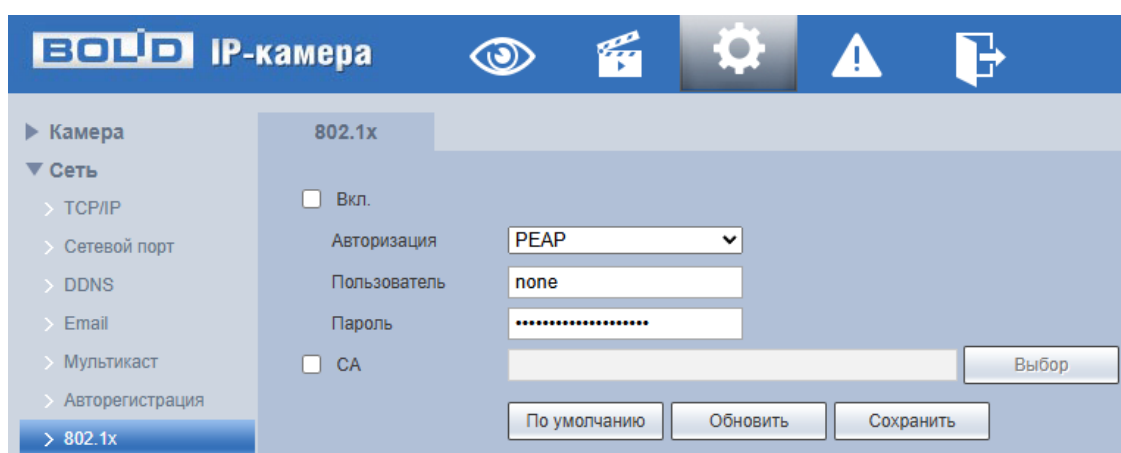 BOLID IP-камера
Камера
802.1x
Сеть
TCP/IP
Вкл.
Сетевой порт
Авторизация PEAP
DDNS
Пользователь none
Email
Пароль ••••••••••••••••••••
Мультикаст
CA Выбор
Авторегистрация
802.1x
По умолчанию Обновить Сохранить